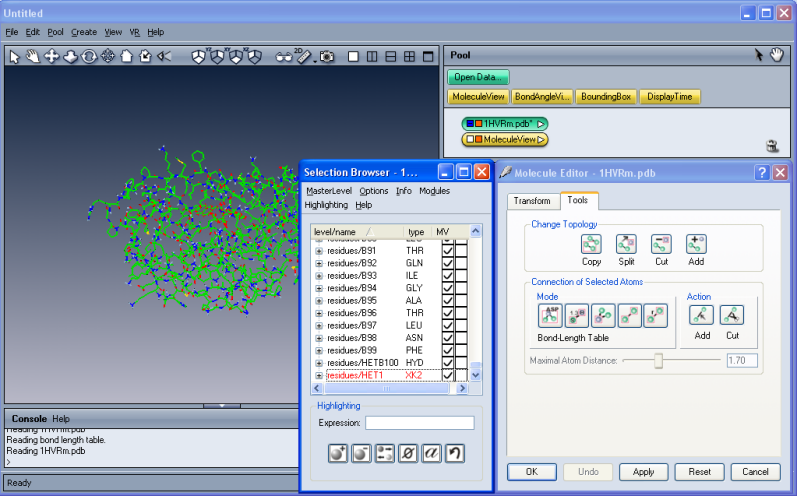 Untitled
File Edit Pool Create View VR Help
2D
Pool
Open Data...
MoleculeView BondAngleVi... BoundingBox DisplayTime
1HVRm.pdb*
MoleculeView
Selection Browser - 1...
MasterLevel Options Info Modules
Highlighting Help
level/name type MV
residues/B91 THR
residues/B92 GLN
residues/B93 ILE
residues/B94 GLY
residues/B95 ALA
residues/B96 THR
residues/B97 LEU
residues/B98 ASN
residues/B99 PHE
residues/HETB100 HYD
residues/HET1 XK2
Highlighting
Expression:
Molecule Editor - 1HVRm.pdb
Transform Tools
Change Topology
Copy Split Cut Add
Connection of Selected Atoms
Mode
ASP
Bond-Length Table
Action
Add Cut
Maximal Atom Distance: 1.70
OK Undo Apply Reset Cancel
Console Help
Reading 1HVRm.pdb
Reading bond length table.
Reading 1HVRm.pdb
>
Ready